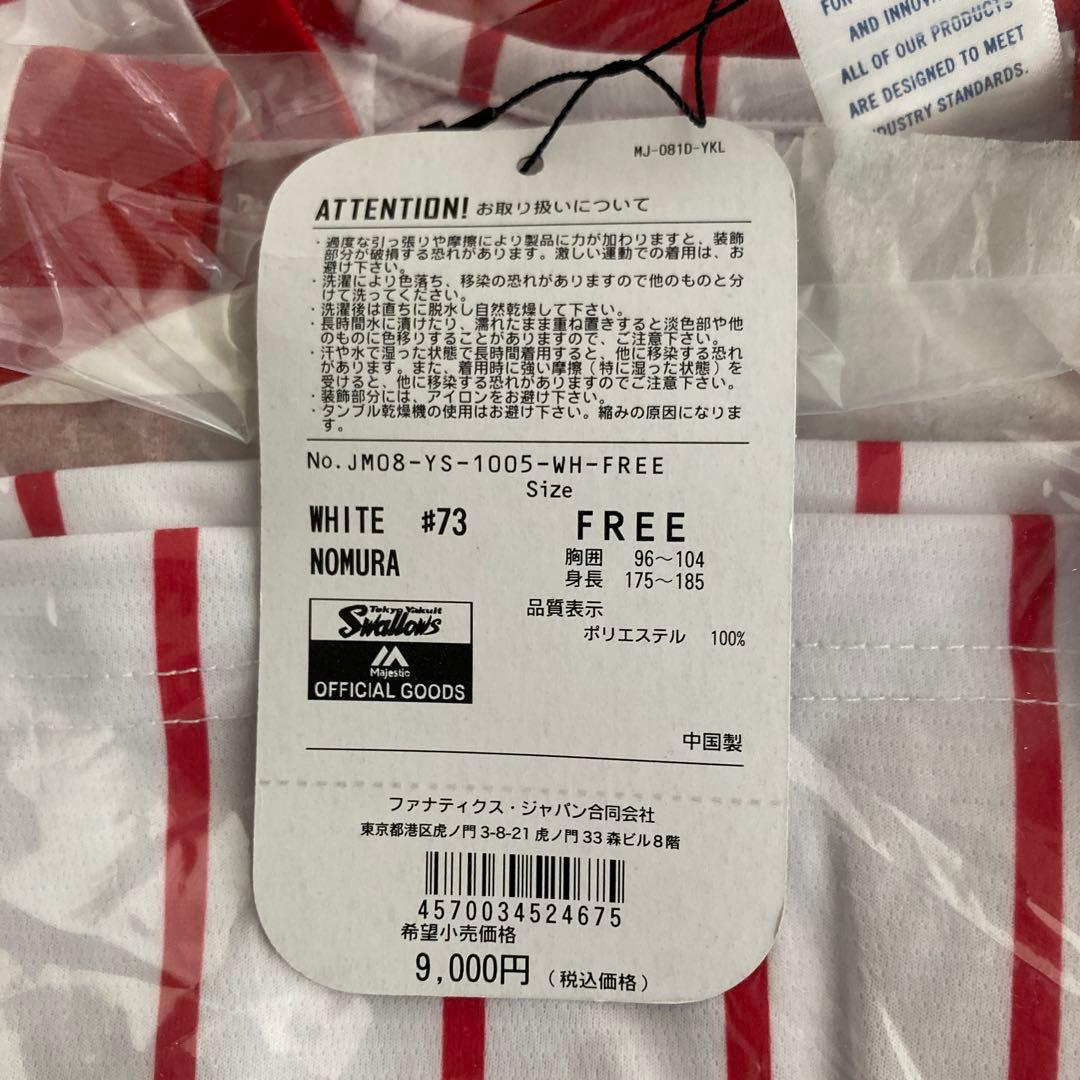 AND INNOV
ALL OF OUR PRODUCTS
ARE DESIGNED TO MEET
INDUSTRY STANDARDS.
MJ-081D-YKL
ATTENTION! お取り扱いについて
・過度な引っ張りや摩擦により製品に力が加わりますと、装飾
部分が破損する恐れがあります。激しい運動での着用は、お
避け下さい。
・洗濯により色落ち、移染の恐れがありますので他のものと分
けて洗ってください。
・洗濯後は直ちに脱水し自然乾燥して下さい。
・長時間水に漬けたり、濡れたまま重ね置きすると淡色部や他
のものに色移りすることがありますので、ご注意下さい。
・汗や水で湿った状態で長時間着用すると、他に移染する恐れ
があります。また、着用時に強い摩擦（特に湿った状態）を
受けると、他に移染する恐れがありますのでご注意下さい。
・装飾部分には、アイロンをお避け下さい。
・タンブル乾燥機の使用はお避け下さい。縮みの原因になりま
す。
No.JM08-YS-1005-WH-FREE
Size
WHITE #73 FREE
NOMURA 胸囲 96～104
身長 175～185
品質表示
ポリエステル 100%
Tokyo Yakult
Swallows
Majestic
OFFICIAL GOODS
中国製
ファナティクス・ジャパン合同会社
東京都港区虎ノ門 3-8-21 虎ノ門 33 森ビル 8 階
4570034524675
希望小売価格
9,000円（税込価格）